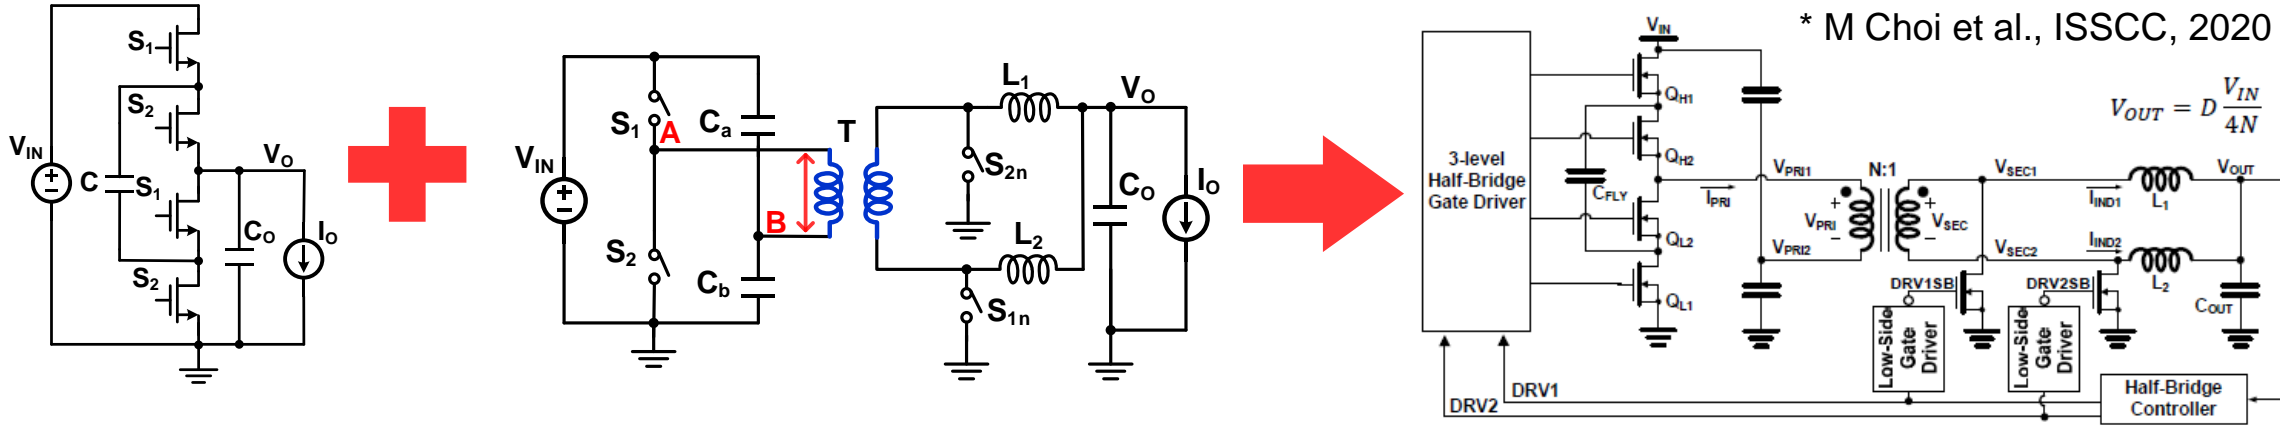 S1
S2
VIN
C
S1
VO
S2
CO
IO
VIN
S1
A
Ca
T
B
S2
Cb
L1
VO
S2n
CO
IO
L2
S1n
* M Choi et al., ISSCC, 2020
VOUT = D VIN/4N
3-level
Half-Bridge
Gate Driver
VIN
QH1
QH2
CFLY
QL2
QL1
VPRI1
IPRI
N:1
+
VPRI
−
+
VSEC
−
VPRI2
VSEC1
VSEC2
IIND1
L1
VOUT
IIND2
L2
COUT
DRV1SB
DRV2SB
Low-Side
Gate
Driver
Low-Side
Gate
Driver
DRV1
DRV2
Half-Bridge
Controller